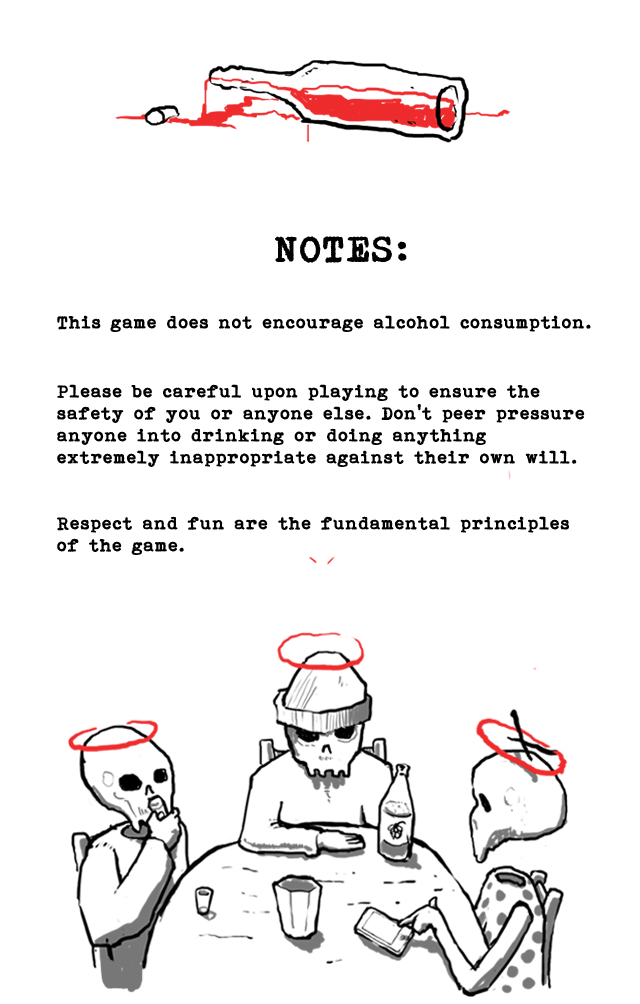 NOTES:
This game does not encourage alcohol consumption.
Please be careful upon playing to ensure the
safety of you or anyone else. Don't peer pressure
anyone into drinking or doing anything
extremely inappropriate against their own will.
Respect and fun are the fundamental principles
of the game.